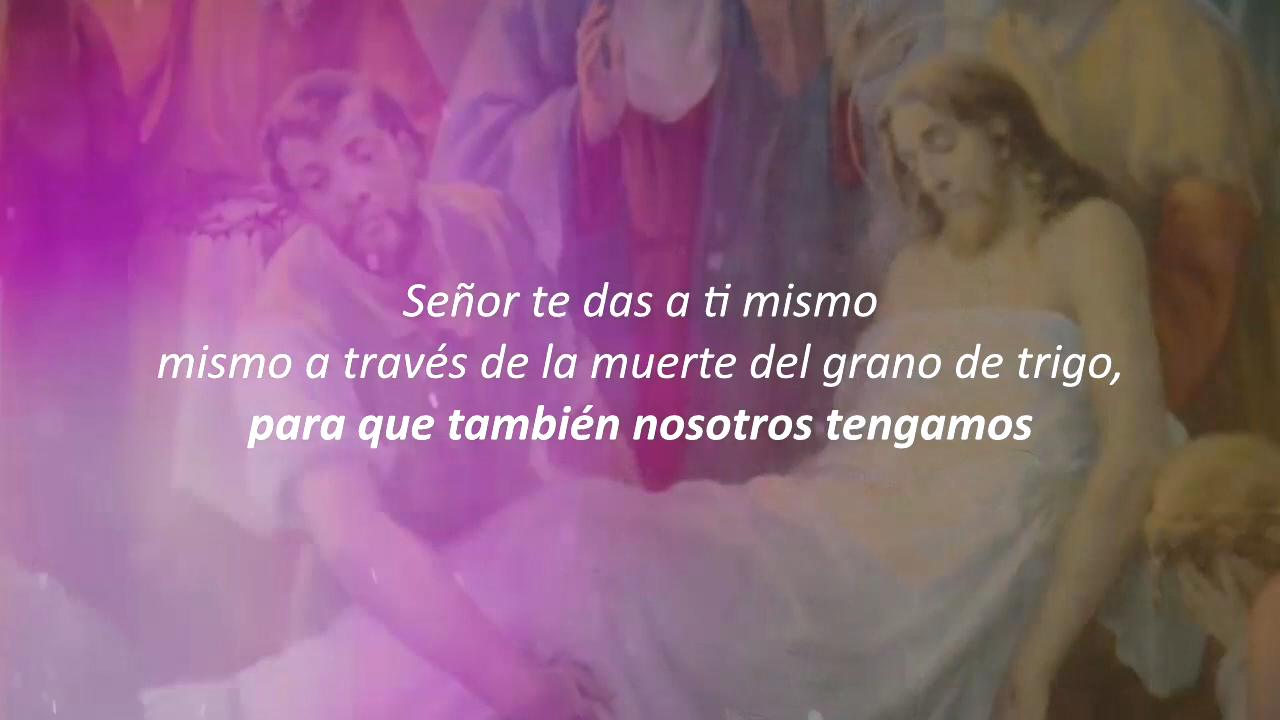 Señor te das a ti mismo
mismo a través de la muerte del grano de trigo,
para que también nosotros tengamos